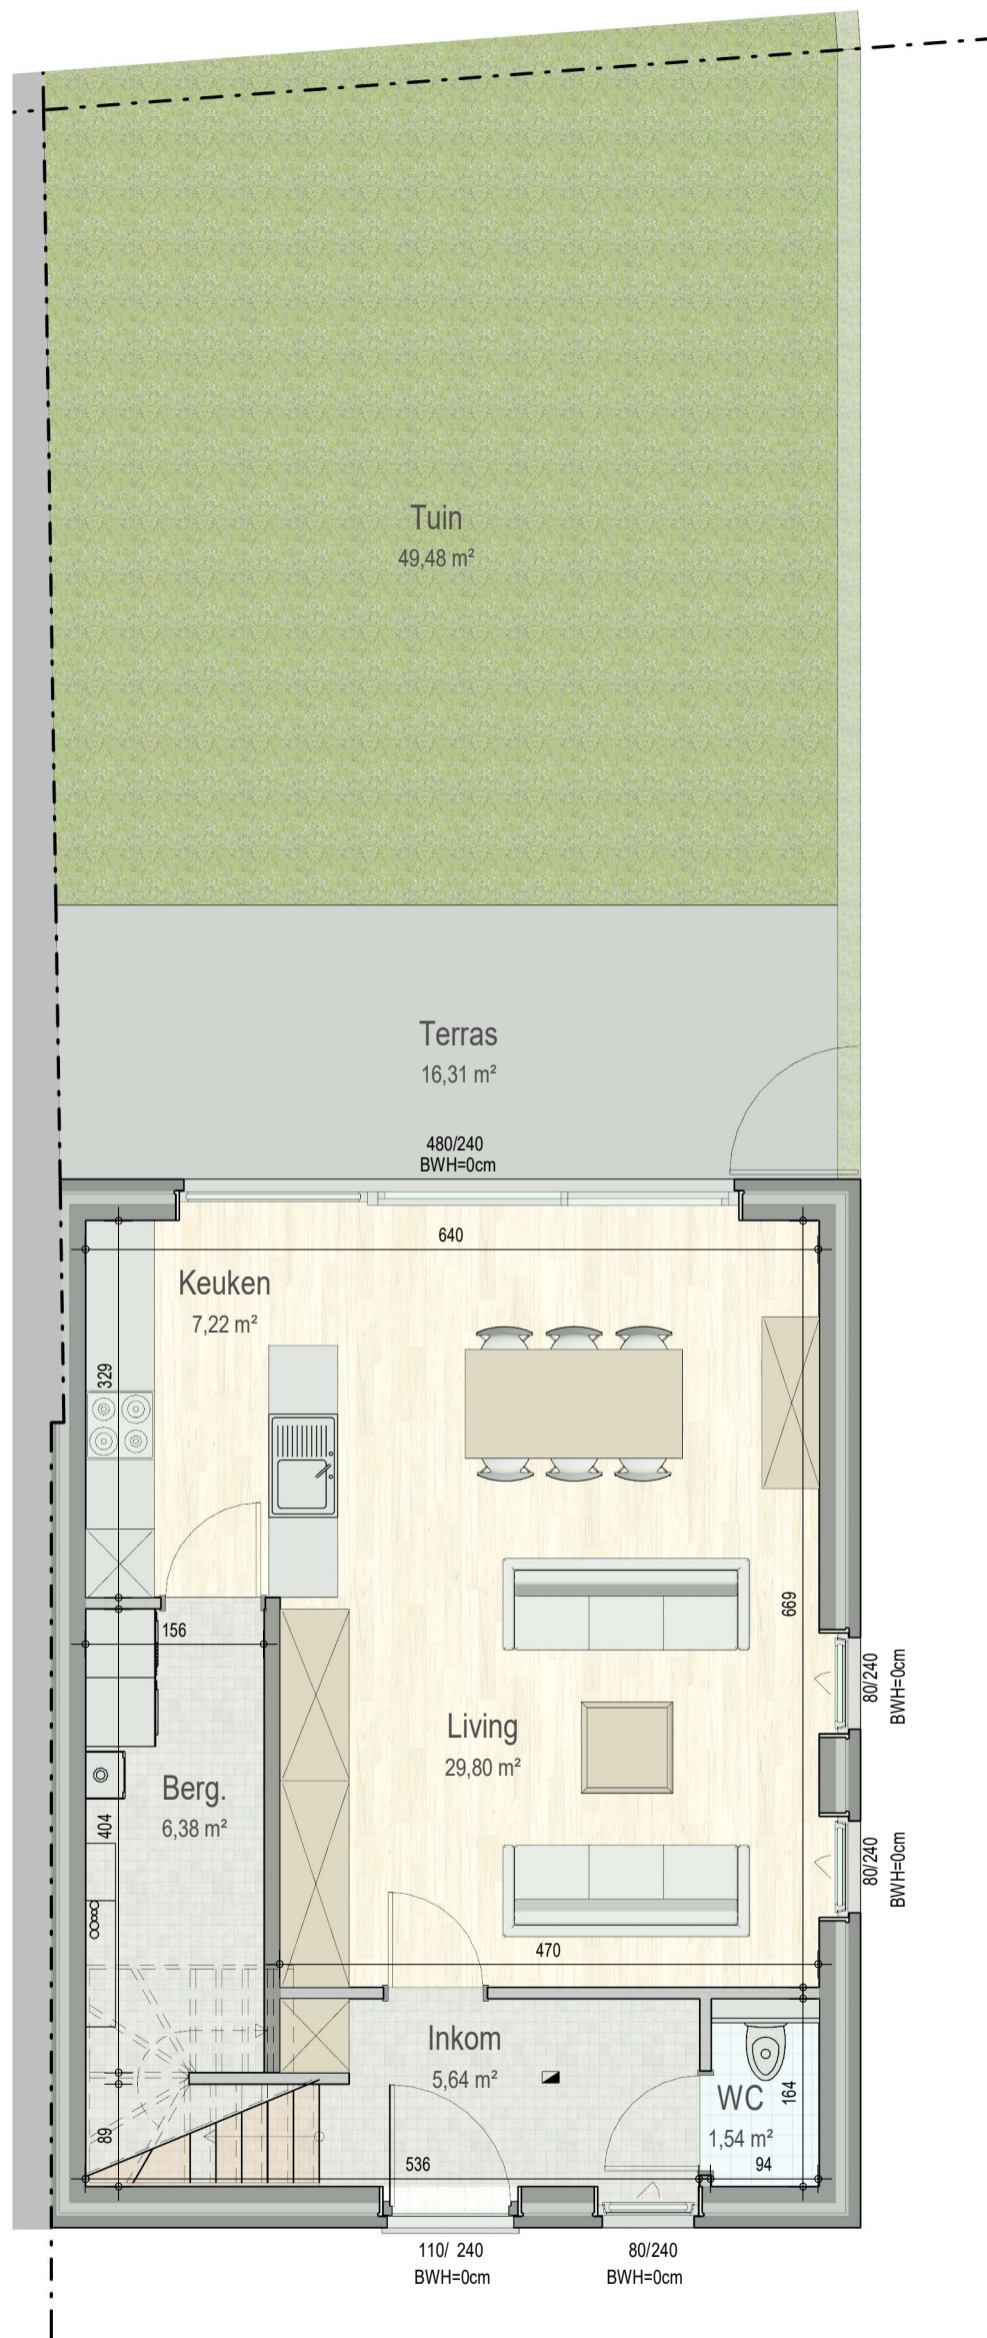 Tuin
49,48 m²
Terras
16,31 m²
480/240
BWH=0cm
640
Keuken
7,22 m²
329
669
156
80/240
BWH=0cm
Living
29,80 m²
Berg.
6,38 m²
404
80/240
BWH=0cm
470
Inkom
5,64 m²
WC
1,54 m²
164
89
536
94
110/ 240
BWH=0cm
80/240
BWH=0cm